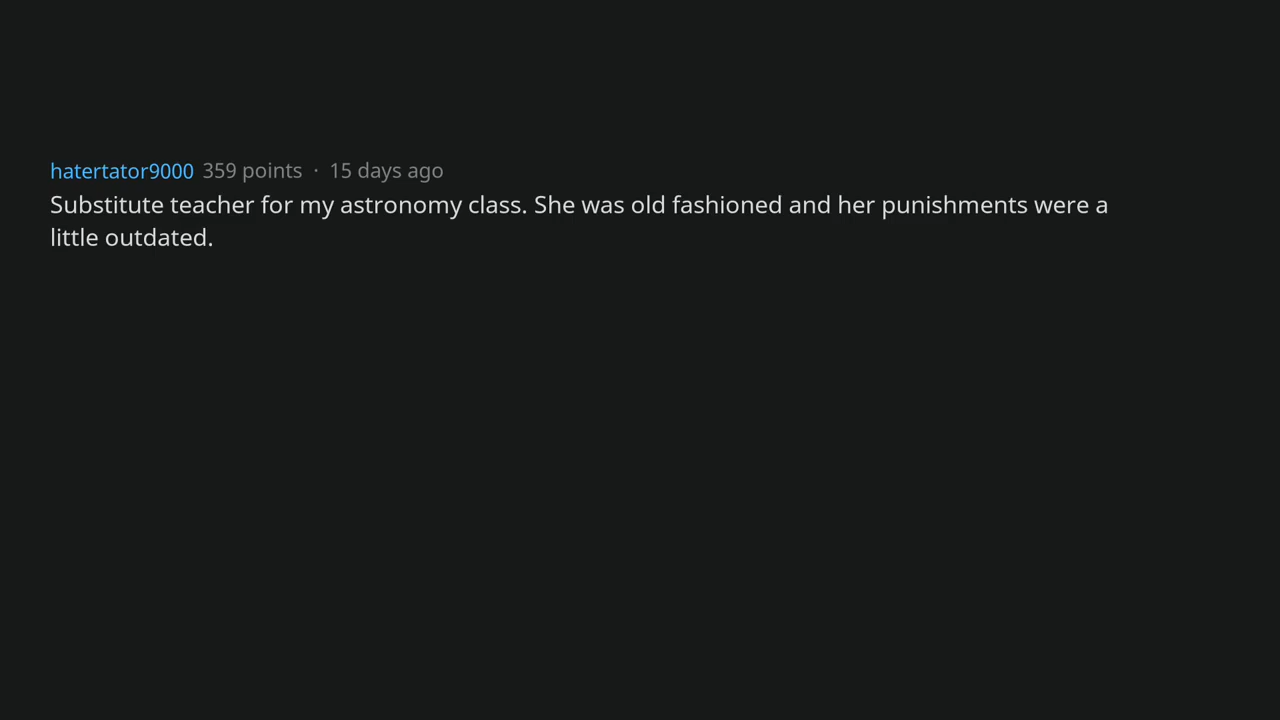 hatertator9000 359 points · 15 days ago
Substitute teacher for my astronomy class. She was old fashioned and her punishments were a
little outdated.